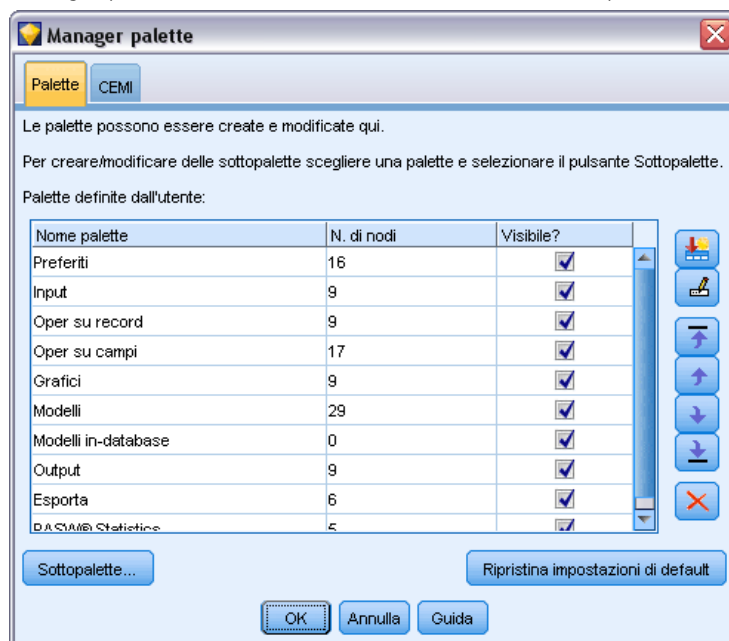 Manager palette
Palette CEMI
Le palette possono essere create e modificate qui.
Per creare/modificare delle sottopalette scegliere una palette e selezionare il pulsante Sottopalette.
Palette definite dall'utente:
Nome palette N. di nodi Visibile?
Preferiti 16
Input 9
Oper su record 9
Oper su campi 17
Grafici 9
Modelli 29
Modelli in-database 0
Output 9
Esporta 6
PASW® Statistics 5
Sottopalette... Ripristina impostazioni di default
OK Annulla Guida